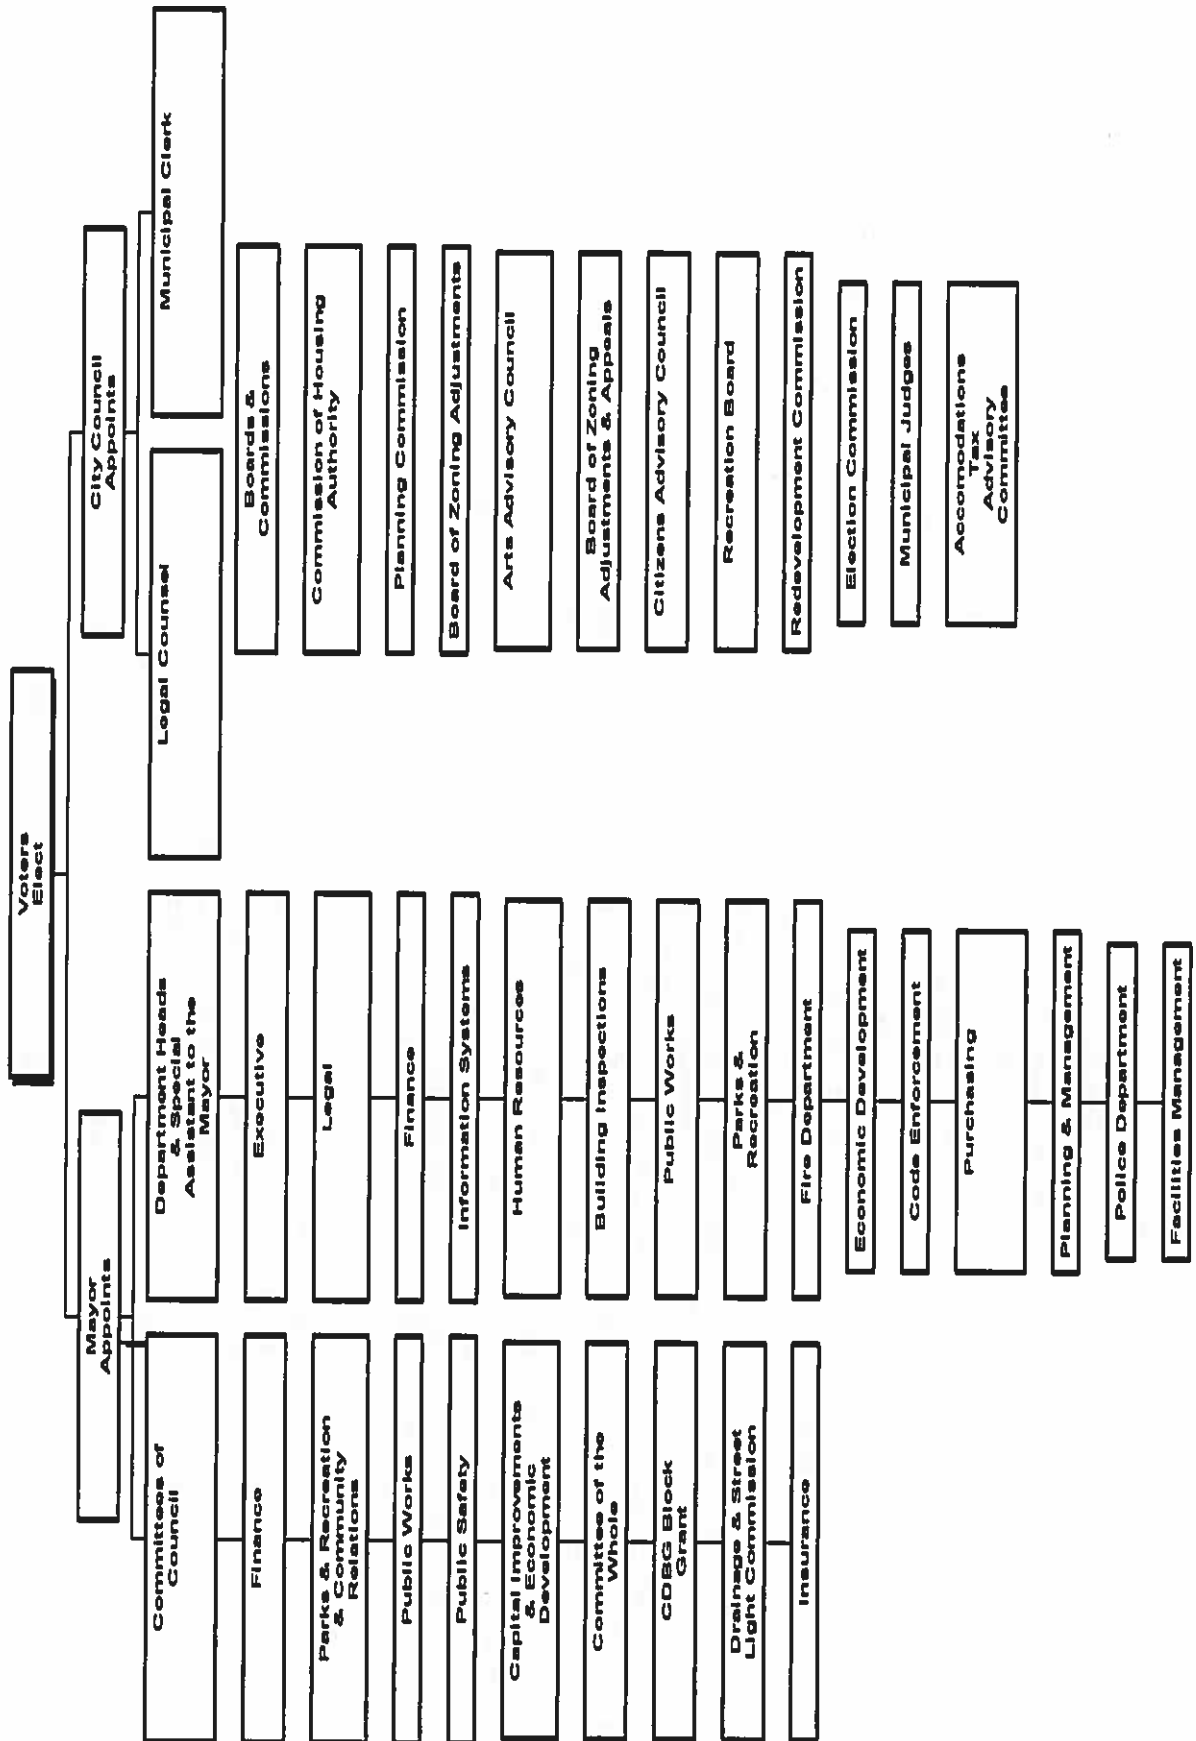 Voters
Elect
Mayor
Appoints
City Council
Appoints
Committees of
Council
Department Heads
& Special
Assistant to the
Mayor
Legal Counsel
Municipal Clerk
Finance
Parks & Recreation
& Community
Relations
Public Works
Public Safety
Capital Improvements
& Economic
Development
Committee of the
Whole
CDBG Block
Grant
Drainage & Street
Light Commission
Insurance
Executive
Legal
Finance
Information Systems
Human Resources
Building Inspections
Public Works
Parks &
Recreation
Fire Department
Economic Development
Code Enforcement
Purchasing
Planning & Management
Police Department
Facilities Management
Boards &
Commissions
Commission of Housing
Authority
Planning Commission
Board of Zoning Adjustments
Arts Advisory Council
Board of Zoning
Adjustments & Appeals
Citizens Advisory Council
Recreation Board
Redevelopment Commission
Election Commission
Municipal Judges
Accomodations
Tax
Advisory
Committee